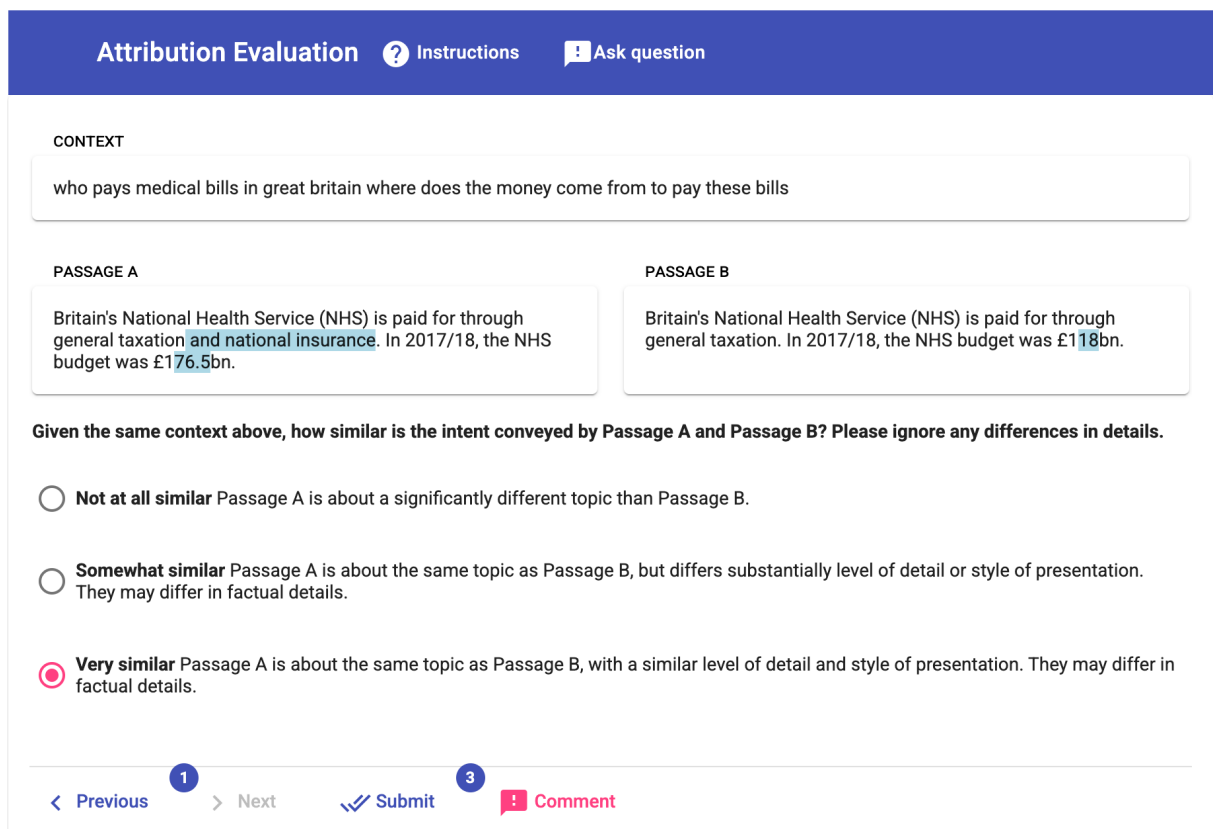 Attribution Evaluation ? Instructions ! Ask question
CONTEXT
who pays medical bills in great britain where does the money come from to pay these bills
PASSAGE A
Britain's National Health Service (NHS) is paid for through
general taxation and national insurance. In 2017/18, the NHS
budget was £176.5bn.
PASSAGE B
Britain's National Health Service (NHS) is paid for through
general taxation. In 2017/18, the NHS budget was £118bn.
Given the same context above, how similar is the intent conveyed by Passage A and Passage B? Please ignore any differences in details.
Not at all similar Passage A is about a significantly different topic than Passage B.
Somewhat similar Passage A is about the same topic as Passage B, but differs substantially level of detail or style of presentation.
They may differ in factual details.
Very similar Passage A is about the same topic as Passage B, with a similar level of detail and style of presentation. They may differ in
factual details.
Previous 1 Next Submit 3 ! Comment